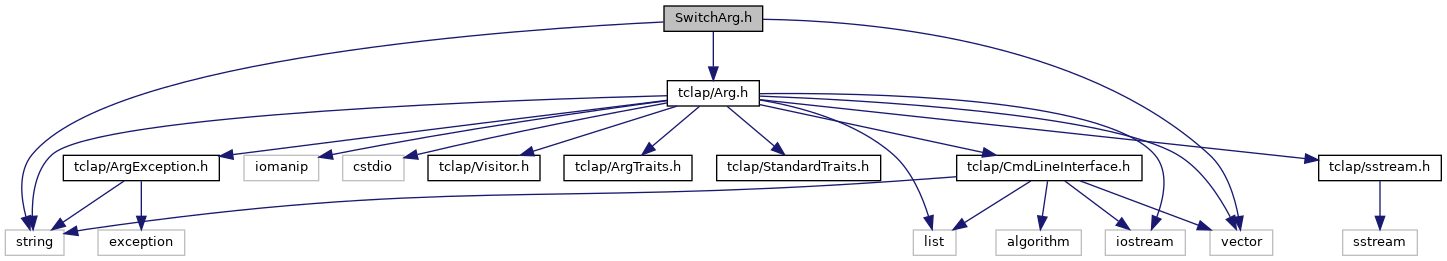 SwitchArg.h
tclap/Arg.h
tclap/ArgException.h
iomanip
cstdio
tclap/Visitor.h
tclap/ArgTraits.h
tclap/StandardTraits.h
tclap/CmdLineInterface.h
tclap/sstream.h
string
exception
list
algorithm
iostream
vector
sstream